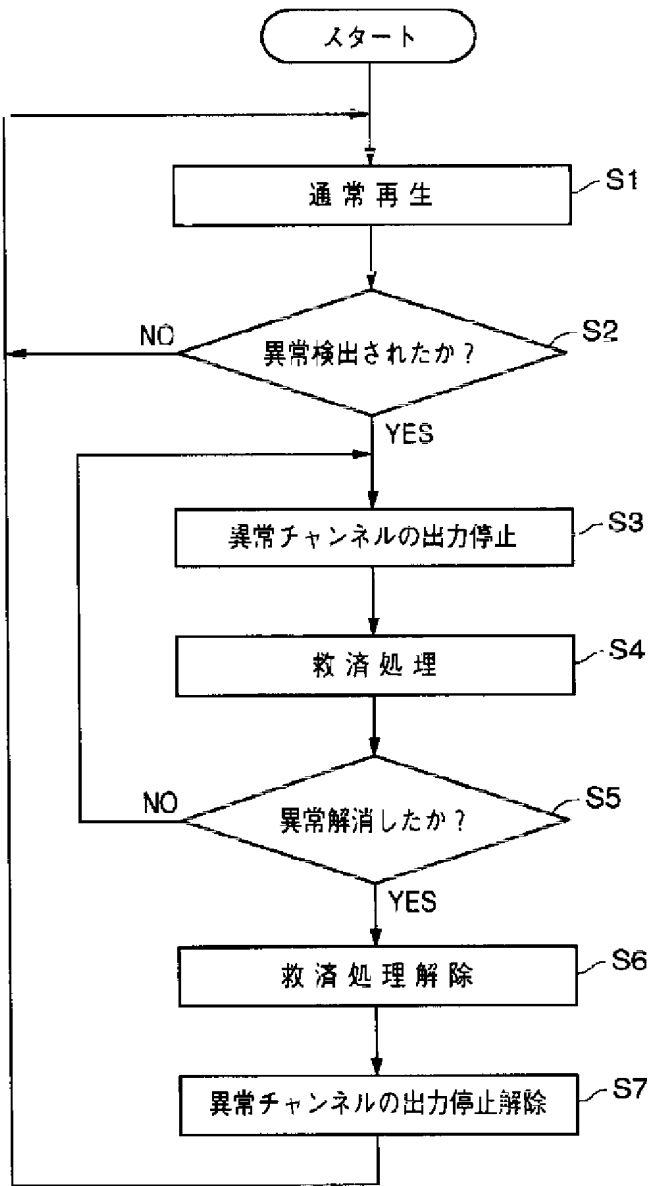 スタート
通常再生
S1
異常検出されたか?
S2
NO
YES
異常チャンネルの出力停止
S3
救済処理
S4
異常解消したか?
S5
NO
YES
救済処理解除
S6
異常チャンネルの出力停止解除
S7